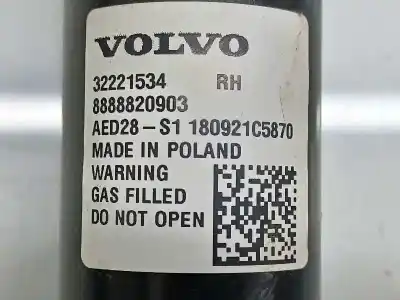 VOLVO
32221534 RH
8888820903
AED28-S1 180921C5870
MADE IN POLAND
WARNING
GAS FILLED
DO NOT OPEN